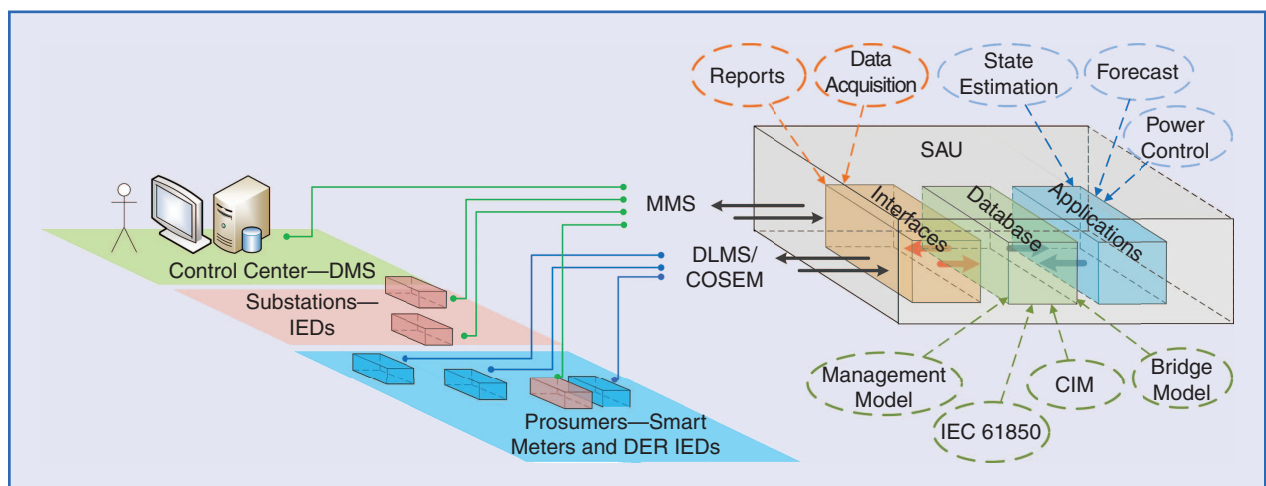 Reports
Data
Acquisition
State
Estimation
Forecast
Power
Control
SAU
MMS
DLMS/
COSEM
Interfaces
Database
Applications
Control Center—DMS
Substations—
IEDs
Prosumers—Smart
Meters and DER IEDs
Management
Model
IEC 61850
CIM
Bridge
Model